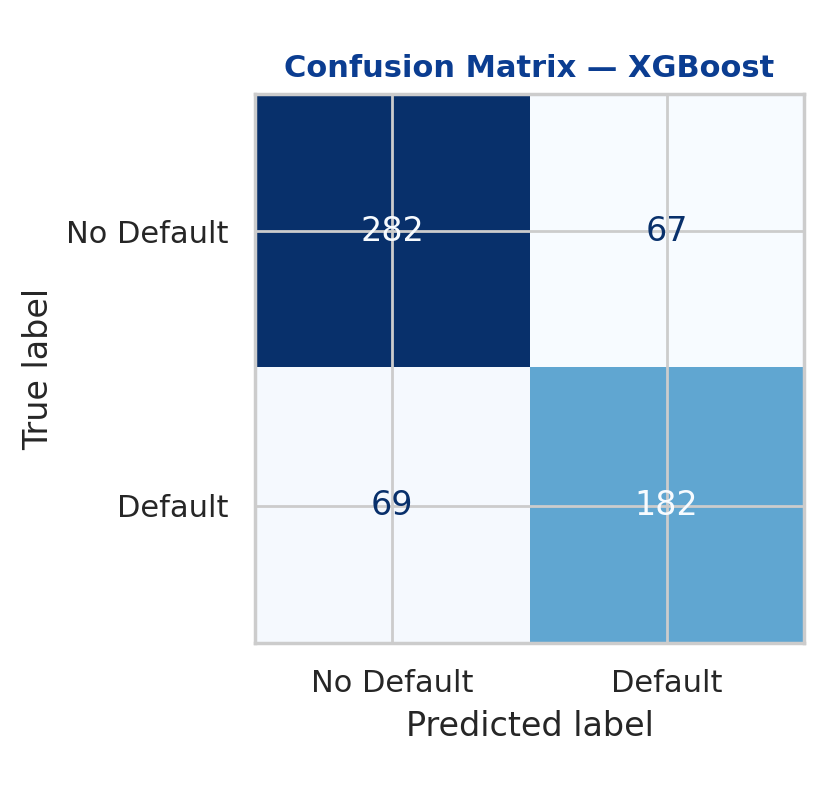 Confusion Matrix — XGBoost
No Default
282
67
True label
Default
69
182
No Default
Default
Predicted label